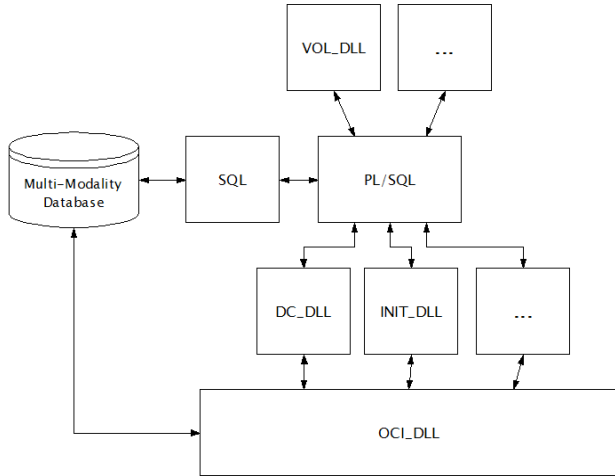 VOL_DLL
...
Multi-Modality
Database
SQL
PL/SQL
DC_DLL
INIT_DLL
...
OCI_DLL